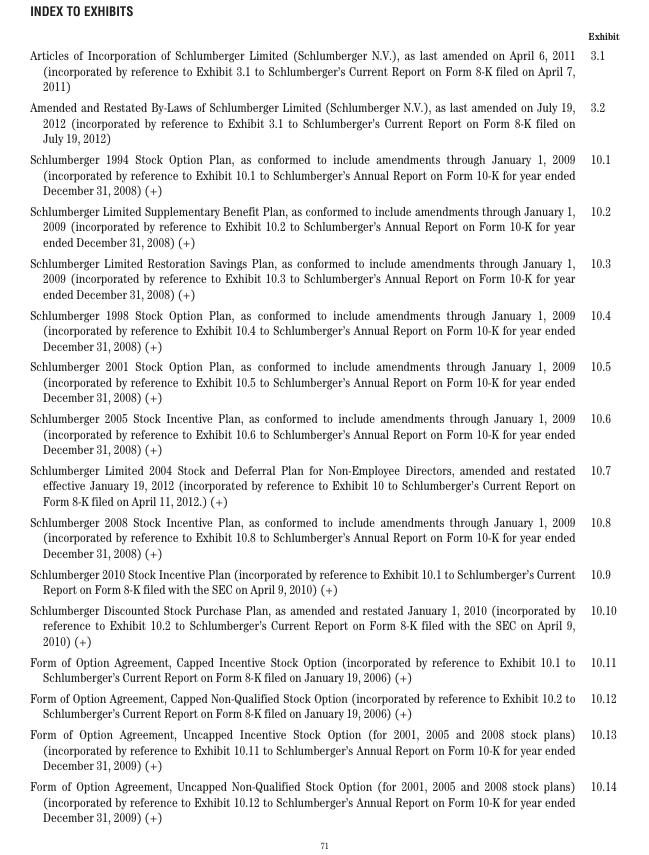 INDEX TO EXHIBITS
Exhibit
Articles of Incorporation of Schlumberger Limited (Schlumberger N.V.), as last amended on April 6, 2011 3.1
(incorporated by reference to Exhibit 3.1 to Schlumberger's Current Report on Form 8-K filed on April 7,
2011)
Amended and Restated By-Laws of Schlumberger Limited (Schlumberger N.V.), as last amended on July 19, 3.2
2012 (incorporated by reference to Exhibit 3.1 to Schlumberger's Current Report on Form 8-K filed on
July 19, 2012)
Schlumberger 1994 Stock Option Plan, as conformed to include amendments through January 1, 2009 10.1
(incorporated by reference to Exhibit 10.1 to Schlumberger's Annual Report on Form 10-K for year ended
December 31, 2008) (+)
Schlumberger Limited Supplementary Benefit Plan, as conformed to include amendments through January 1, 10.2
2009 (incorporated by reference to Exhibit 10.2 to Schlumberger's Annual Report on Form 10-K for year
ended December 31, 2008) (+)
Schlumberger Limited Restoration Savings Plan, as conformed to include amendments through January 1, 10.3
2009 (incorporated by reference to Exhibit 10.3 to Schlumberger's Annual Report on Form 10-K for year
ended December 31, 2008) (+)
Schlumberger 1998 Stock Option Plan, as conformed to include amendments through January 1, 2009 10.4
(incorporated by reference to Exhibit 10.4 to Schlumberger's Annual Report on Form 10-K for year ended
December 31, 2008) (+)
Schlumberger 2001 Stock Option Plan, as conformed to include amendments through January 1, 2009 10.5
(incorporated by reference to Exhibit 10.5 to Schlumberger's Annual Report on Form 10-K for year ended
December 31, 2008) (+)
Schlumberger 2005 Stock Incentive Plan, as conformed to include amendments through January 1, 2009 10.6
(incorporated by reference to Exhibit 10.6 to Schlumberger's Annual Report on Form 10-K for year ended
December 31, 2008) (+)
Schlumberger Limited 2004 Stock and Deferral Plan for Non-Employee Directors, amended and restated 10.7
effective January 19, 2012 (incorporated by reference to Exhibit 10 to Schlumberger's Current Report on
Form 8-K filed on April 11, 2012.) (+)
Schlumberger 2008 Stock Incentive Plan, as conformed to include amendments through January 1, 2009 10.8
(incorporated by reference to Exhibit 10.8 to Schlumberger's Annual Report on Form 10-K for year ended
December 31, 2008) (+)
Schlumberger 2010 Stock Incentive Plan (incorporated by reference to Exhibit 10.1 to Schlumberger's Current 10.9
Report on Form 8-K filed with the SEC on April 9, 2010) (+)
Schlumberger Discounted Stock Purchase Plan, as amended and restated January 1, 2010 (incorporated by 10.10
reference to Exhibit 10.2 to Schlumberger's Current Report on Form 8-K filed with the SEC on April 9,
2010) (+)
Form of Option Agreement, Capped Incentive Stock Option (incorporated by reference to Exhibit 10.1 to 10.11
Schlumberger's Current Report on Form 8-K filed on January 19, 2006) (+)
Form of Option Agreement, Capped Non-Qualified Stock Option (incorporated by reference to Exhibit 10.2 to 10.12
Schlumberger's Current Report on Form 8-K filed on January 19, 2006) (+)
Form of Option Agreement, Uncapped Incentive Stock Option (for 2001, 2005 and 2008 stock plans) 10.13
(incorporated by reference to Exhibit 10.11 to Schlumberger's Annual Report on Form 10-K for year ended
December 31, 2009) (+)
Form of Option Agreement, Uncapped Non-Qualified Stock Option (for 2001, 2005 and 2008 stock plans) 10.14
(incorporated by reference to Exhibit 10.12 to Schlumberger's Annual Report on Form 10-K for year ended
December 31, 2009) (+)
71